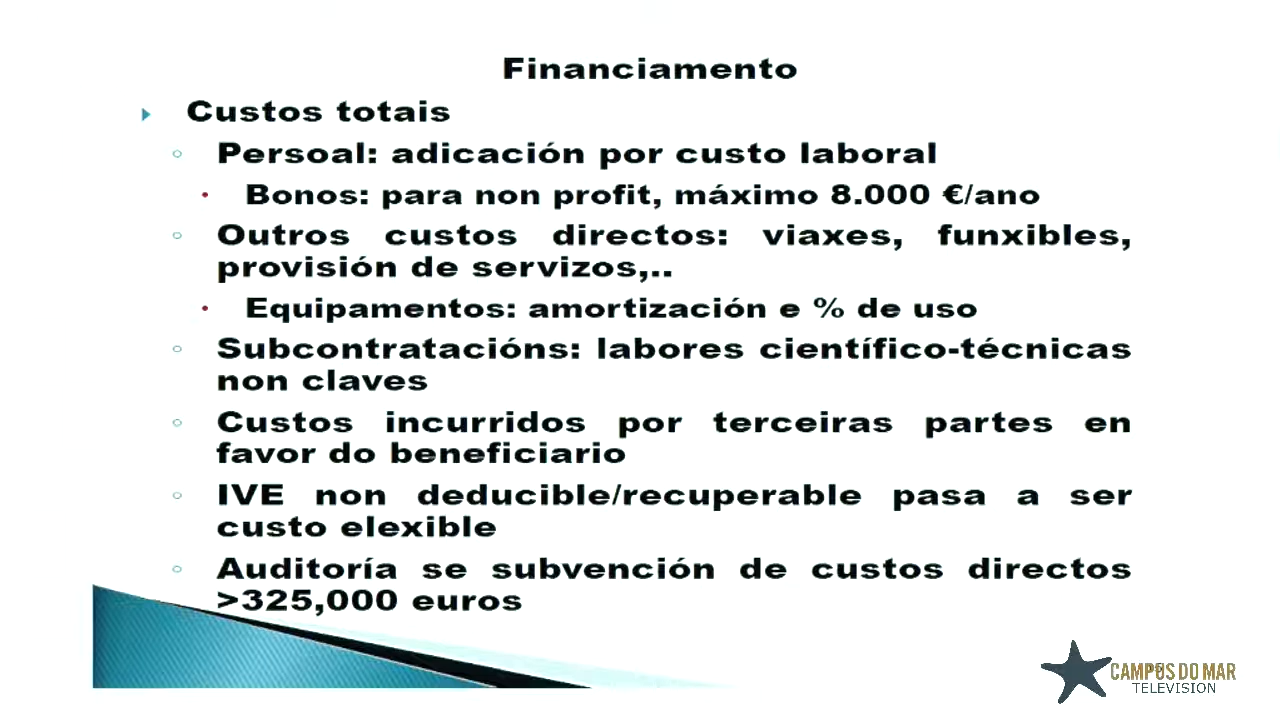 Financiamento
Custos totais
Persoal: adicación por custo laboral
Bonos: para non profit, máximo 8.000 €/ano
Outros custos directos: viaxes, funxibles,
provisión de servizos,..
Equipamentos: amortización e % de uso
Subcontratacións: labores científico-técnicas
non claves
Custos incurridos por terceiras partes en
favor do beneficiario
IVE non deducible/recuperable pasa a ser
custo elexible
Auditoría se subvención de custos directos
>325,000 euros
CAMPUS DO MAR
TELEVISION